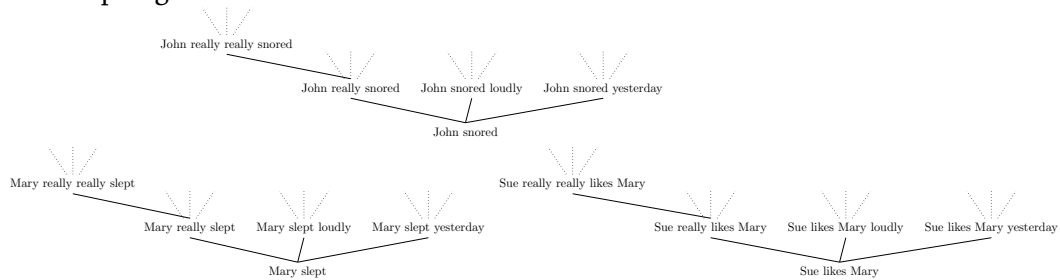 John really really snored
John really snored John snored loudly John snored yesterday
John snored
Mary really really slept Sue really really likes Mary
Mary really slept Mary slept loudly Mary slept yesterday Sue really likes Mary Sue likes Mary loudly Sue likes Mary yesterday
Mary slept Sue likes Mary